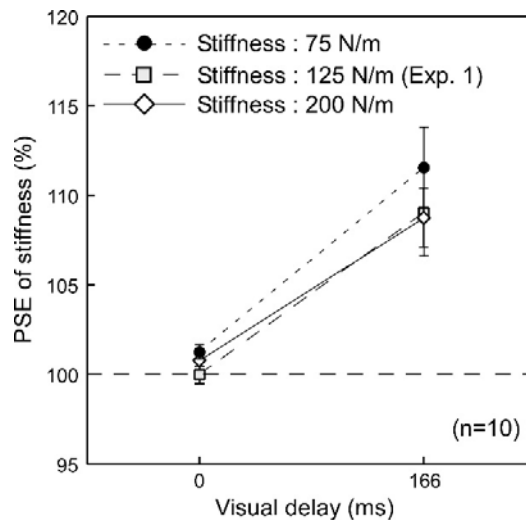 120
115
110
105
100
95
PSE of stiffness (%)
Stiffness : 75 N/m
Stiffness : 125 N/m (Exp. 1)
Stiffness : 200 N/m
(n=10)
0
166
Visual delay (ms)